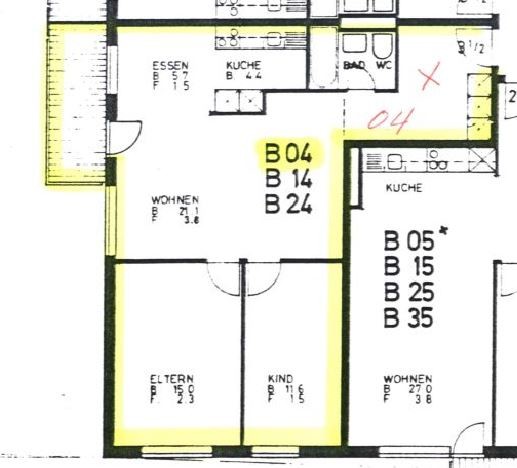 ESSEN
B 5.7
F 1.5
KUCHE
B 4.4
BAD
WC
B 1/2
X
04
2
B 04
B 14
B 24
WOHNEN
B 21.1
F 3.8
KUCHE
B 05*
B 15
B 25
B 35
ELTERN
B 15.0
F 2.3
KIND
B 11.6
F 1.5
WOHNEN
B 27.0
F 3.8